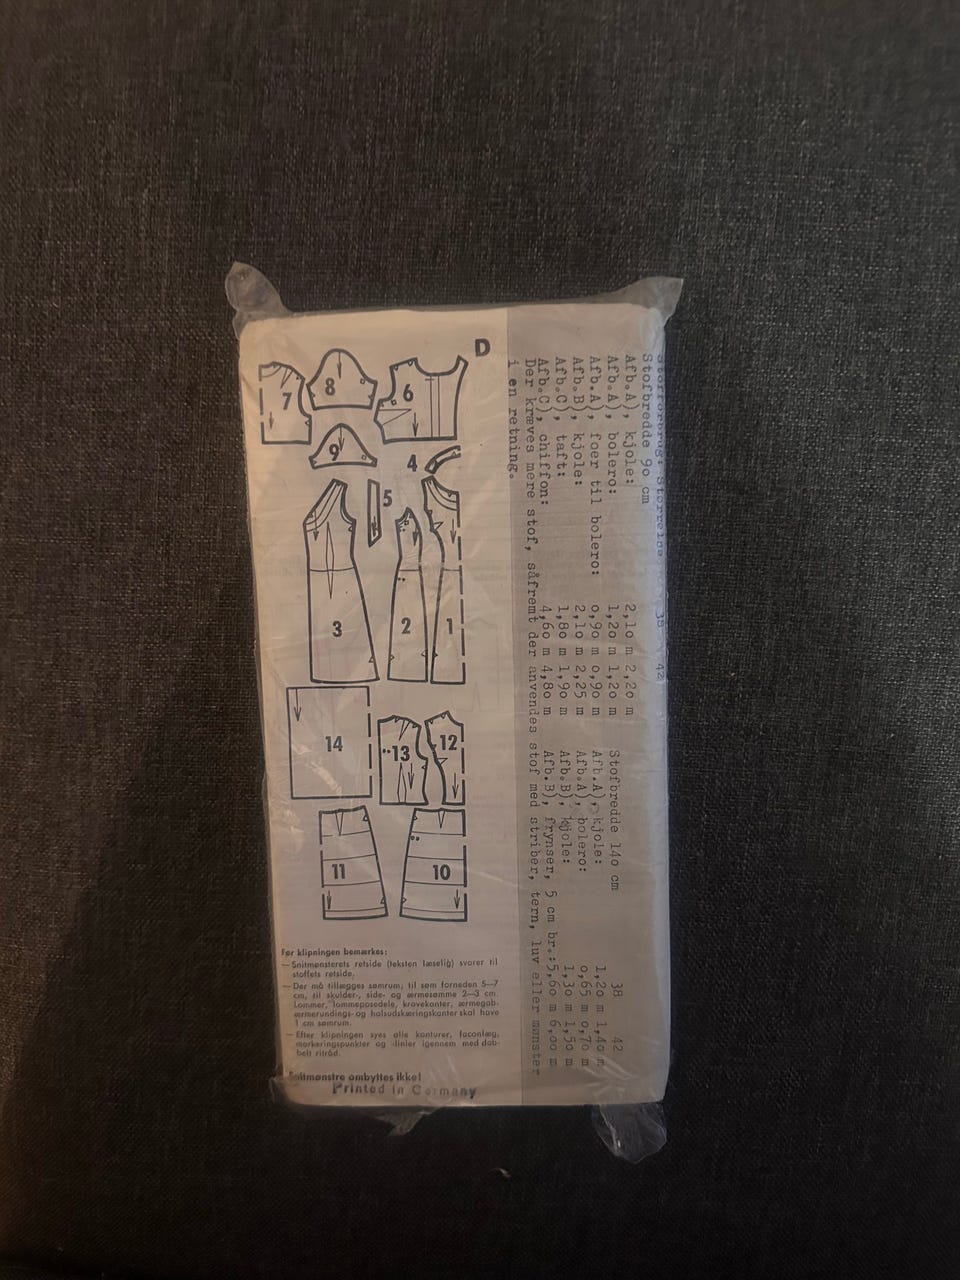 D
7
8
6
9
4
5
3
2
1
14
13
12
11
10
Før klipningen bemærkes:
— Snitmønsterets retside (teksten læselig) svarer til
stoffets retside.
— Der må tillægges sømrum; til søm forneden 5—7
cm, til skulder-, side- og ærmesømme 2—3 cm.
Lommer, lommeposedele, kravekanter, ærmegab-
ærmerundings- og halsudskæringskanter skal have
1 cm sømrum.
— Efter klipningen syes alle konturer, faconlæg,
markeringspunkter og -linier igennem med dob-
belt ritråd.
Snitmønstre ombyttes ikke!
Printed in Germany
Stofforbrug: Størrelse 38 42
Stofbredde 90 cm
Afb.A), kjole: 2,10 m 2,20 m
Afb.A), bolero: 1,20 m 1,20 m
Afb.A), foer til bolero: 0,90 m 0,90 m
Afb.B), kjole: 2,10 m 2,25 m
Afb.C), taft: 1,80 m 1,90 m
Afb.C), chiffon: 4,60 m 4,80 m
Stofbredde 140 cm 38 42
Afb.A), kjole: 1,20 m 1,40 m
Afb.A), bolero: 0,65 m 0,70 m
Afb.B), kjole: 1,30 m 1,50 m
Afb.B), frynser, 5 cm br.: 5,60 m 6,00 m
Der kræves mere stof, såfremt der anvendes stof med striber, tern, luv eller mønster
i en retning.